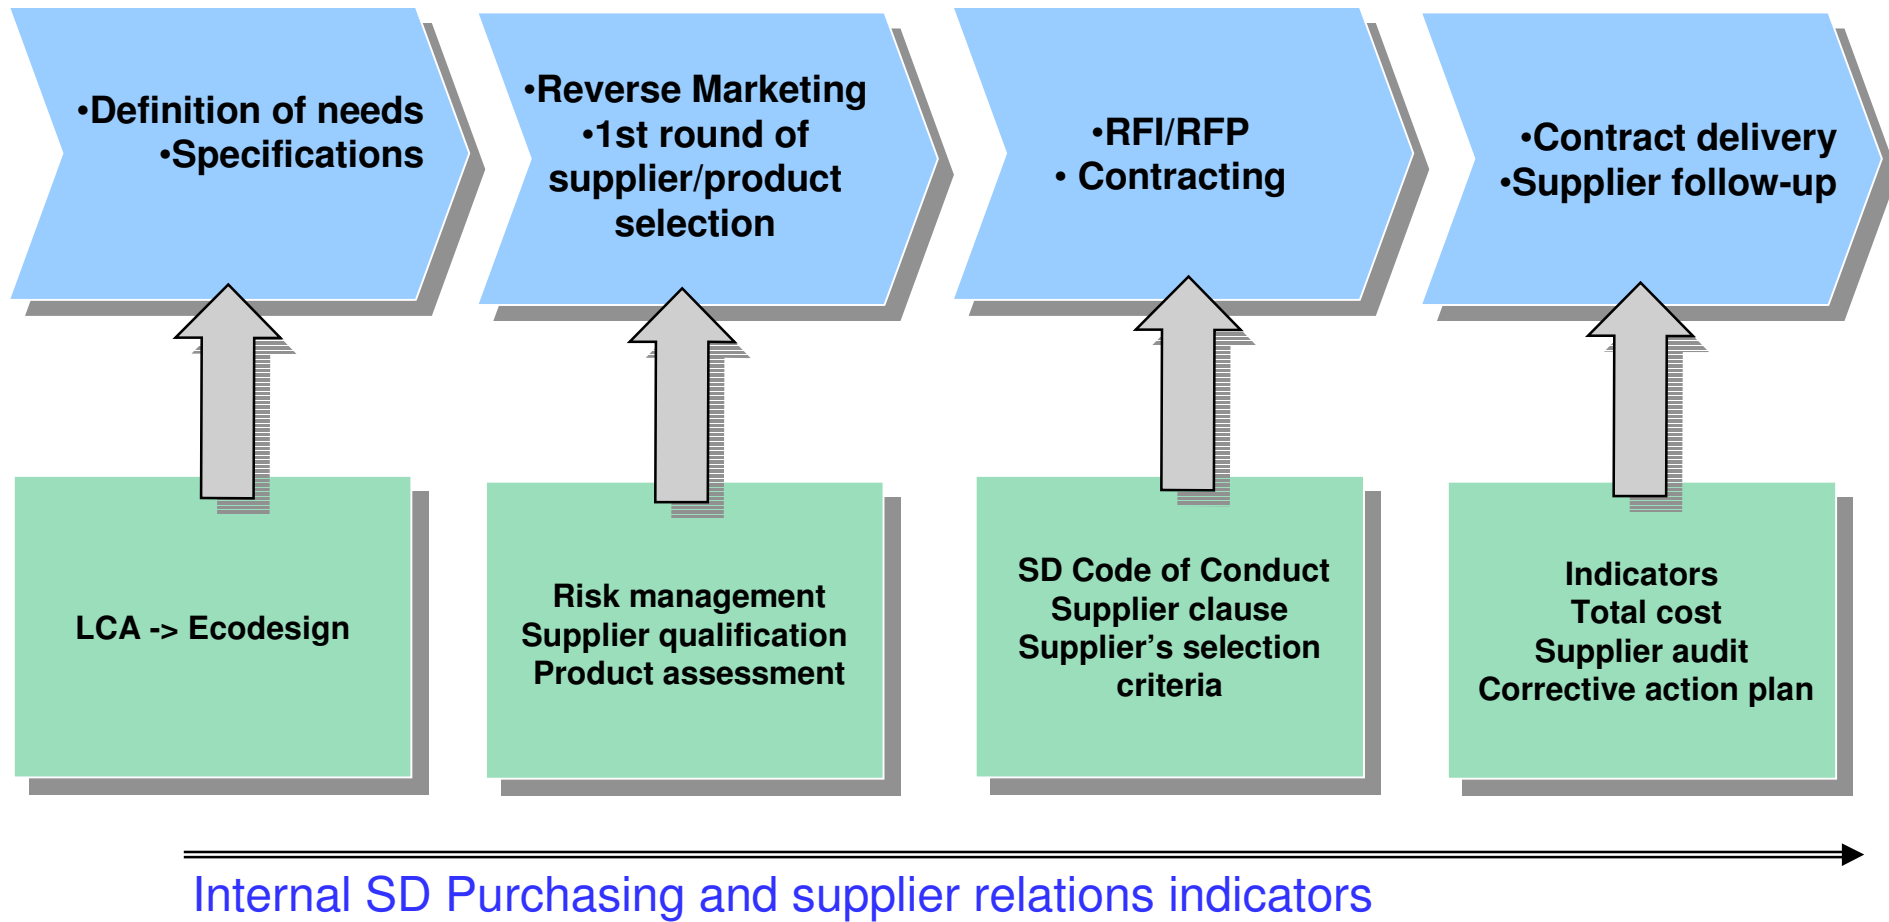 •Definition of needs
•Specifications
•Reverse Marketing
•1st round of
supplier/product
selection
•RFI/RFP
• Contracting
•Contract delivery
•Supplier follow-up
LCA -> Ecodesign
Risk management
Supplier qualification
Product assessment
SD Code of Conduct
Supplier clause
Supplier’s selection
criteria
Indicators
Total cost
Supplier audit
Corrective action plan
Internal SD Purchasing and supplier relations indicators